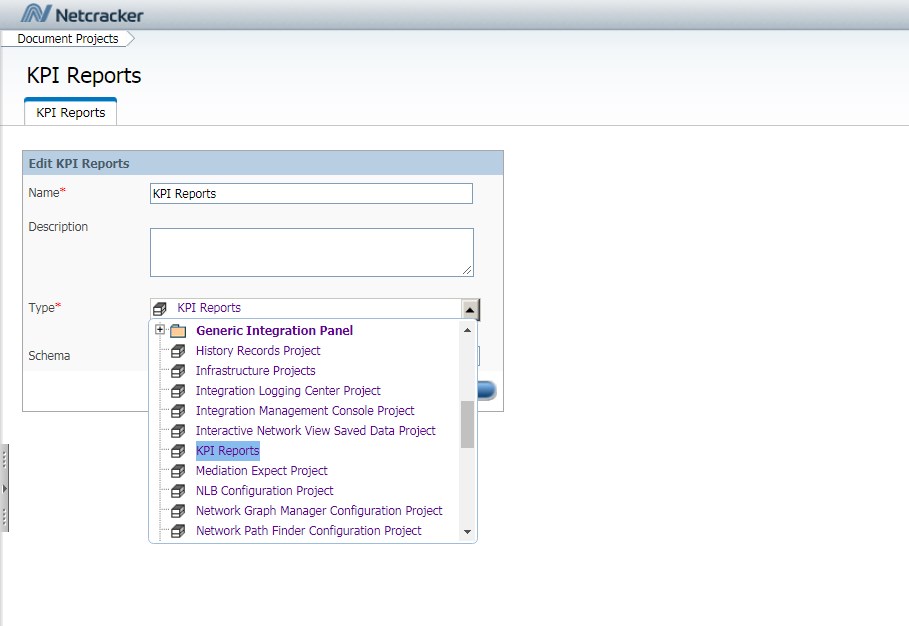 Netcracker
Document Projects
KPI Reports
KPI Reports
Edit KPI Reports
Name*
KPI Reports
Description
Type*
KPI Reports
Generic Integration Panel
History Records Project
Infrastructure Projects
Schema
Integration Logging Center Project
Integration Management Console Project
Interactive Network View Saved Data Project
KPI Reports
Mediation Expect Project
NLB Configuration Project
Network Graph Manager Configuration Project
Network Path Finder Configuration Project